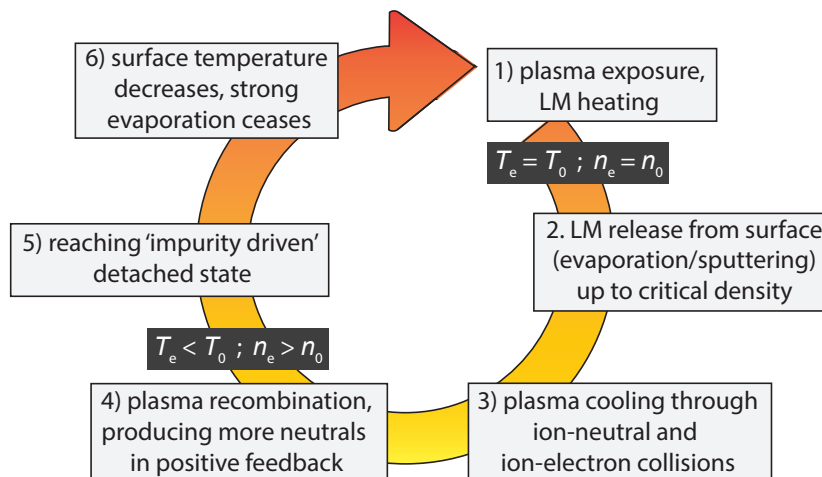 1) plasma exposure,
LM heating
T_e = T_0 ; n_e = n_0
2. LM release from surface
(evaporation/sputtering)
up to critical density
3) plasma cooling through
ion-neutral and
ion-electron collisions
4) plasma recombination,
producing more neutrals
in positive feedback
T_e < T_0 ; n_e > n_0
5) reaching ‘impurity driven’
detached state
6) surface temperature
decreases, strong
evaporation ceases